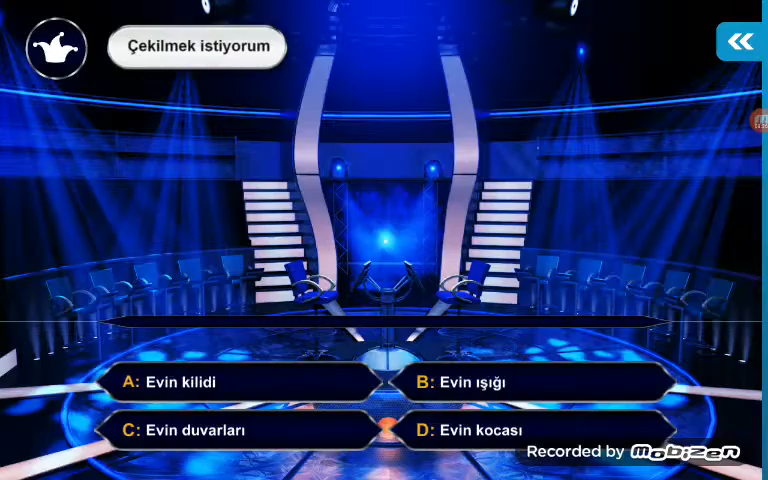 Çekilmek istiyorum
A: Evin kilidi
B: Evin ışığı
C: Evin duvarları
D: Evin kocası
Recorded by mobizen